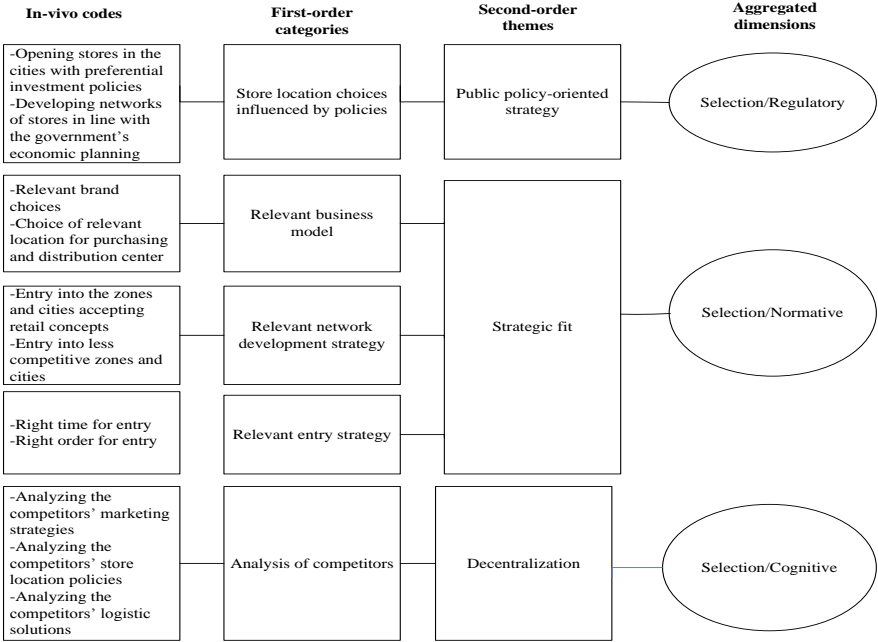 In-vivo codes
First-order
categories
Second-order
themes
Aggregated
dimensions
-Opening stores in the
cities with preferential
investment policies
-Developing networks
of stores in line with
the government's
economic planning
Store location choices
influenced by policies
Public policy-oriented
strategy
Selection/Regulatory
-Relevant brand
choices
-Choice of relevant
location for purchasing
and distribution center
Relevant business
model
-Entry into the zones
and cities accepting
retail concepts
-Entry into less
competitive zones and
cities
Relevant network
development strategy
Strategic fit
Selection/Normative
-Right time for entry
-Right order for entry
Relevant entry strategy
-Analyzing the
competitors' marketing
strategies
-Analyzing the
competitors' store
location policies
-Analyzing the
competitors' logistic
solutions
Analysis of competitors
Decentralization
Selection/Cognitive